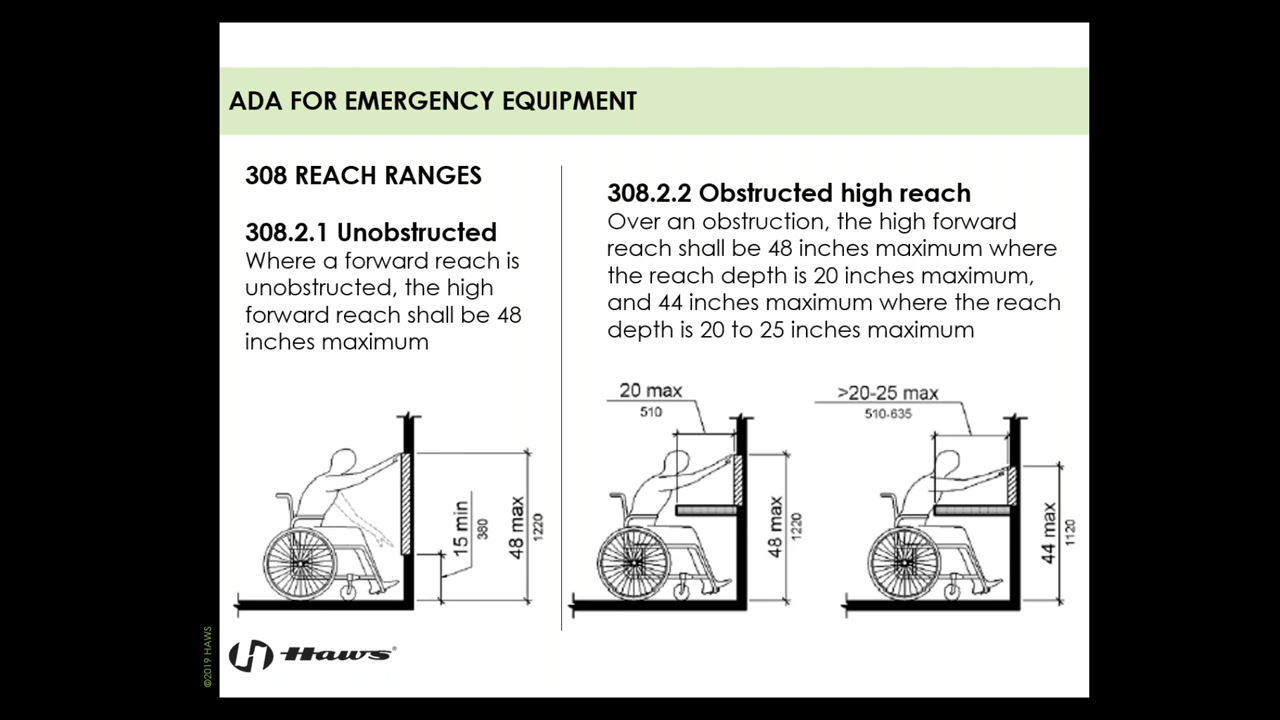 ADA FOR EMERGENCY EQUIPMENT
308 REACH RANGES
308.2.1 Unobstructed
Where a forward reach is
unobstructed, the high
forward reach shall be 48
inches maximum
308.2.2 Obstructed high reach
Over an obstruction, the high forward
reach shall be 48 inches maximum where
the reach depth is 20 inches maximum,
and 44 inches maximum where the reach
depth is 20 to 25 inches maximum
15 min
380
48 max
1220
20 max
510
48 max
1220
>20-25 max
510-635
44 max
1120
©2019 HAWS
Haws®